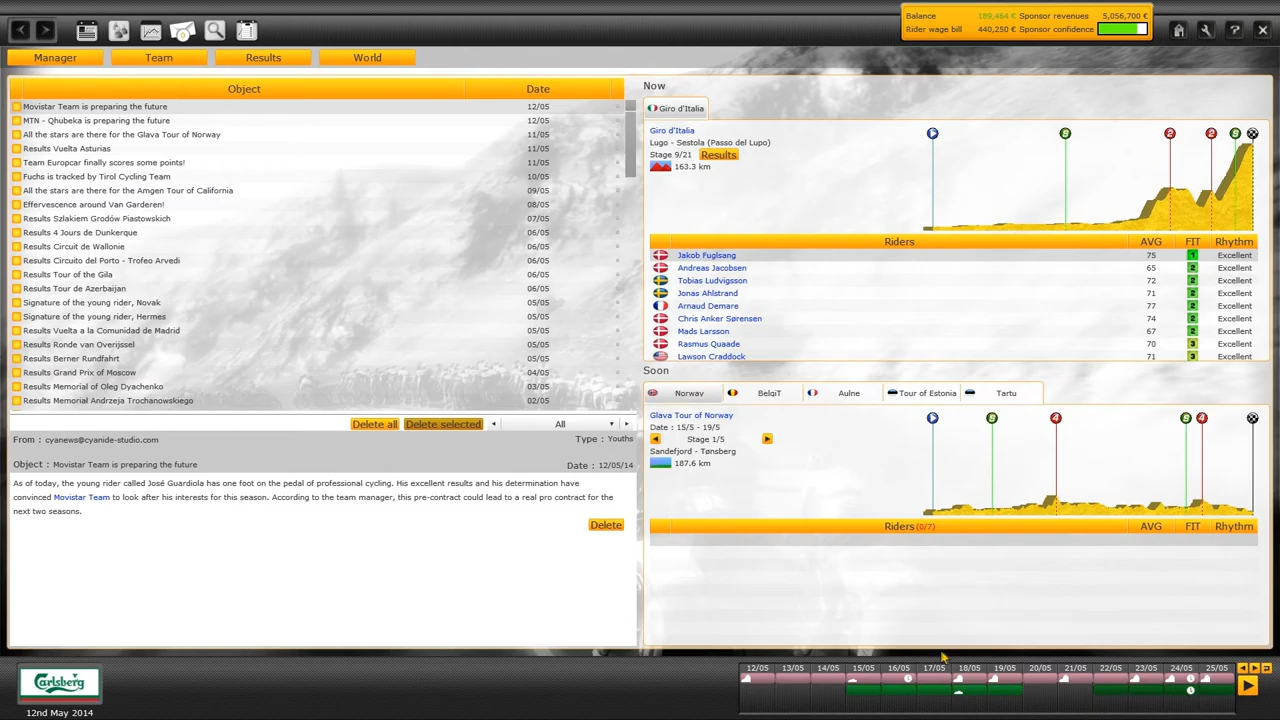 Balance 189,464 € Sponsor revenues 5,056,700 €
Rider wage bill 440,250 € Sponsor confidence
Manager Team Results World
Object Date
Movistar Team is preparing the future 12/05
MTN - Qhubeka is preparing the future 12/05
All the stars are there for the Glava Tour of Norway 11/05
Results Vuelta Asturias 11/05
Team Europcar finally scores some points! 11/05
Fuchs is tracked by Tirol Cycling Team 10/05
All the stars are there for the Amgen Tour of California 09/05
Effervescence around Van Garderen! 08/05
Results Szlakiem Grodów Piastowskich 07/05
Results 4 Jours de Dunkerque 06/05
Results Circuit de Wallonie 06/05
Results Circuito del Porto - Trofeo Arvedi 06/05
Results Tour of the Gila 06/05
Results Tour de Azerbaijan 06/05
Signature of the young rider, Novak 05/05
Signature of the young rider, Hermes 05/05
Results Vuelta a la Comunidad de Madrid 05/05
Results Ronde van Overijssel 05/05
Results Berner Rundfahrt 05/05
Results Grand Prix of Moscow 04/05
Results Memorial of Oleg Dyachenko 03/05
Results Memoriał Andrzeja Trochanowskiego 02/05
Delete all Delete selected All
From : cyanews@cyanide-studio.com Type : Youths
Object : Movistar Team is preparing the future Date : 12/05/14
As of today, the young rider called José Guardiola has one foot on the pedal of professional cycling. His excellent results and his determination have
convinced Movistar Team to look after his interests for this season. According to the team manager, this pre-contract could lead to a real pro contract for the
next two seasons.
Delete
Now
Giro d'Italia
Giro d'Italia
Lugo - Sestola (Passo del Lupo)
Stage 9/21 Results
163.3 km
S 2 2 S
Riders AVG FIT Rhythm
Jakob Fuglsang 75 1 Excellent
Andreas Jacobsen 65 2 Excellent
Tobias Ludvigsson 72 2 Excellent
Jonas Ahlstrand 71 2 Excellent
Arnaud Demare 77 2 Excellent
Chris Anker Sørensen 74 2 Excellent
Mads Larsson 67 2 Excellent
Rasmus Quaade 70 3 Excellent
Lawson Craddock 71 3 Excellent
Soon
Norway BelgiT Aulne Tour of Estonia Tartu
Glava Tour of Norway
Date : 15/5 - 19/5
Stage 1/5
Sandefjord - Tønsberg
187.6 km
S 4 S 4
Riders (0/7) AVG FIT Rhythm
Carlsberg
12nd May 2014
12/05 13/05 14/05 15/05 16/05 17/05 18/05 19/05 20/05 21/05 22/05 23/05 24/05 25/05